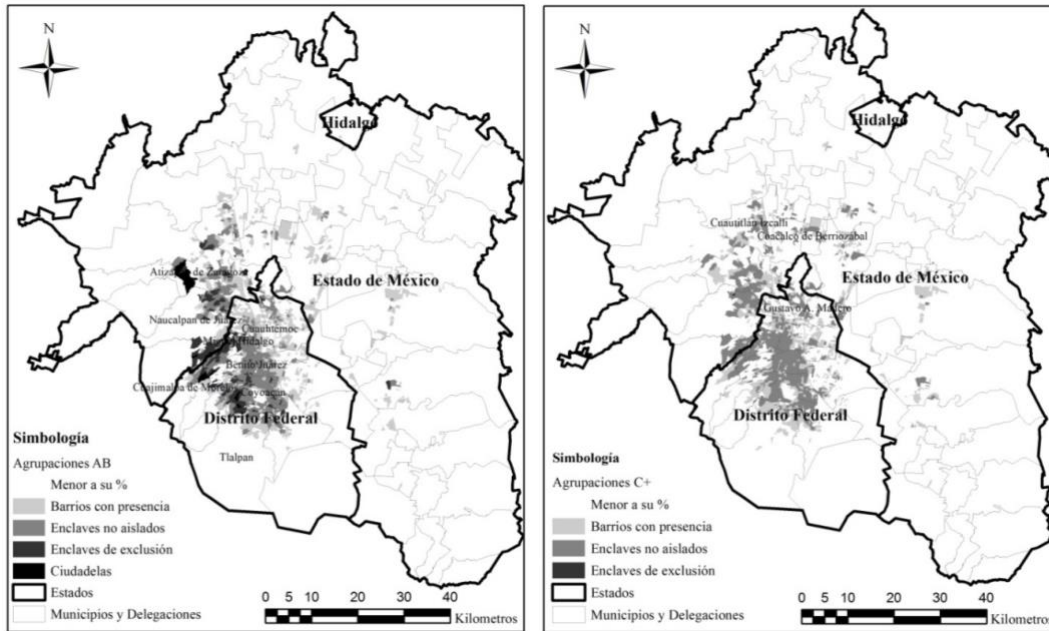 N
Hidalgo
Atizapán de Zaragoza
Estado de México
Naucalpan de Juárez
Cuauhtemoc
Miguel Hidalgo
Benito Juárez
Cuajimalpa de Morelos
Coyoacan
Distrito Federal
Tlalpan
Simbología
Agrupaciones AB
Menor a su %
Barrios con presencia
Enclaves no aislados
Enclaves de exclusión
Ciudadelas
Estados
Municipios y Delegaciones
0 5 10 20 30 40
Kilometros
N
Hidalgo
Cuautitlán Izcalli
Coacalco de Berriozábal
Estado de México
Gustavo A. Madero
Distrito Federal
Simbología
Agrupaciones C+
Menor a su %
Barrios con presencia
Enclaves no aislados
Enclaves de exclusión
Estados
Municipios y Delegaciones
0 5 10 20 30 40
Kilometros